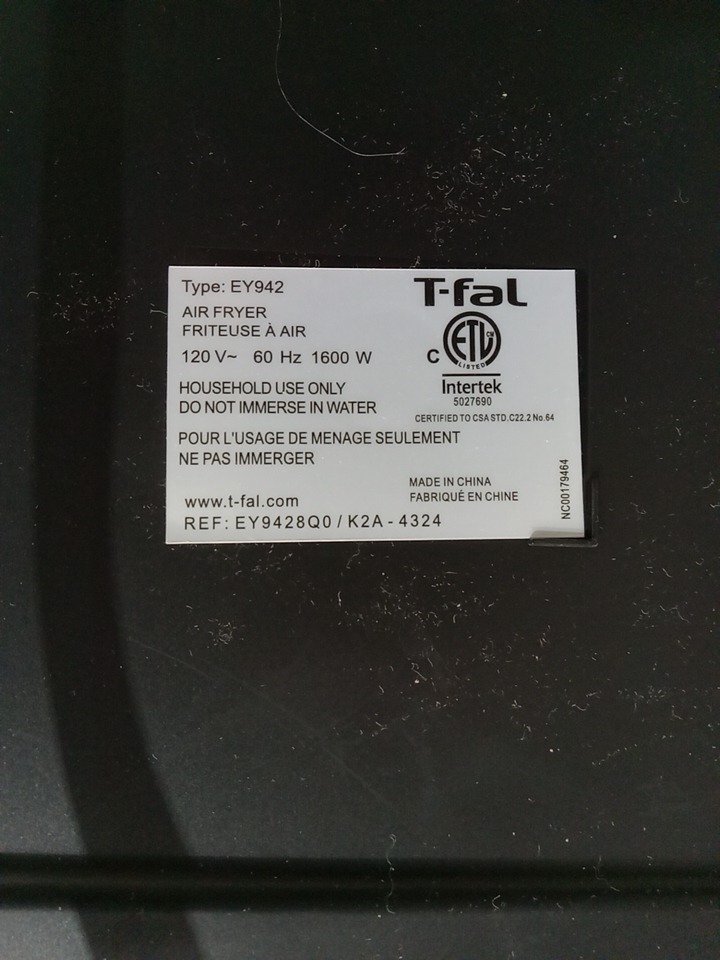 Type: EY942
AIR FRYER
FRITEUSE À AIR
120 V~ 60 Hz 1600 W
HOUSEHOLD USE ONLY
DO NOT IMMERSE IN WATER
POUR L'USAGE DE MENAGE SEULEMENT
NE PAS IMMERGER
www.t-fal.com
REF: EY9428Q0 / K2A - 4324
T-fal
C ETL CM
LISTED
Intertek
5027690
CERTIFIED TO CSA STD. C22.2 No. 64
MADE IN CHINA
FABRIQUÉ EN CHINE
NC00179464